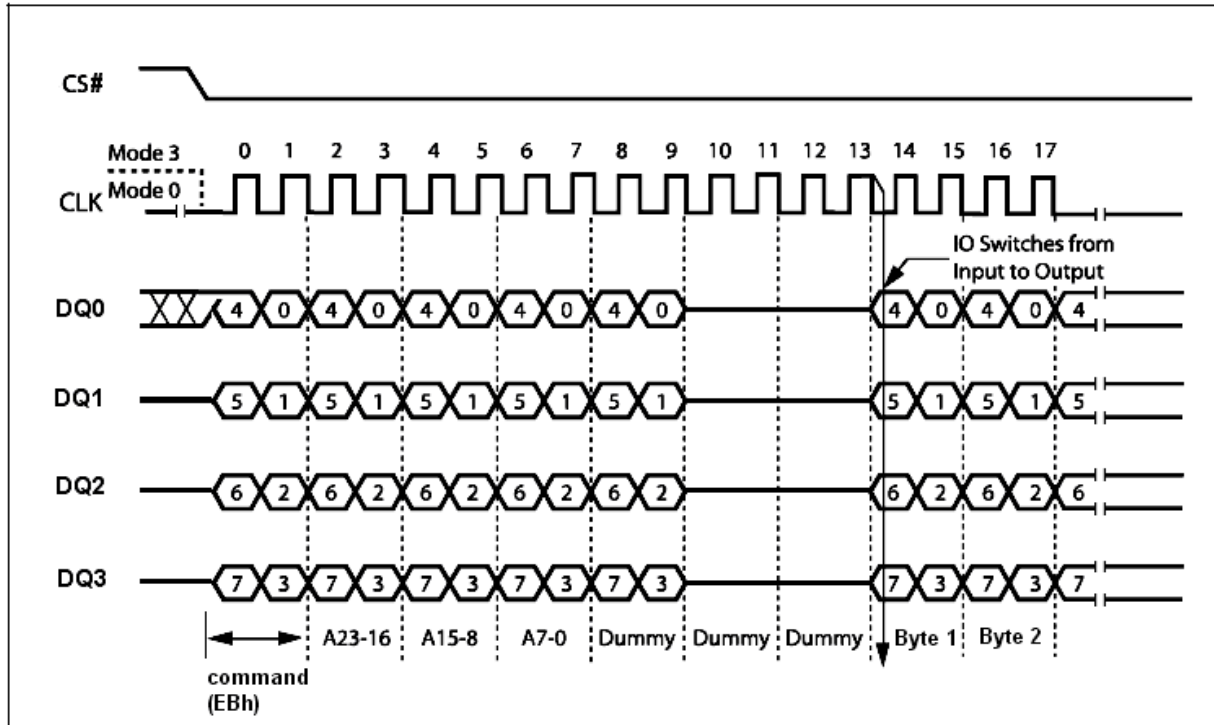 CS#
Mode 3 0 1 2 3 4 5 6 7 8 9 10 11 12 13 14 15 16 17
Mode 0
CLK
IO Switches from
Input to Output
DQ0 4 0 4 0 4 0 4 0 4 0 4 0 4 0 4
DQ1 5 1 5 1 5 1 5 1 5 1 5 1 5 1 5
DQ2 6 2 6 2 6 2 6 2 6 2 6 2 6 2 6
DQ3 7 3 7 3 7 3 7 3 7 3 7 3 7 3 7
A23-16 A15-8 A7-0 Dummy Dummy Dummy Byte 1 Byte 2
command
(EBh)